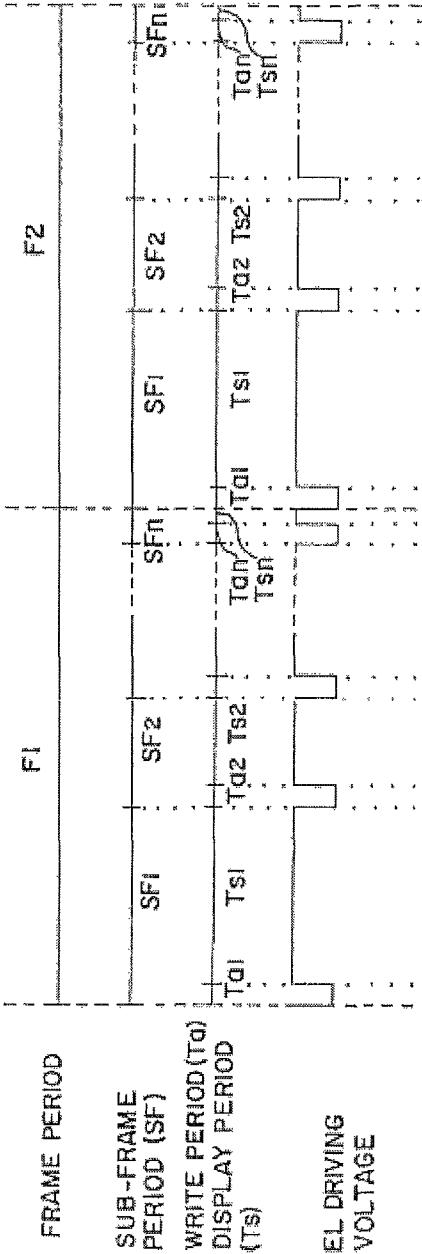 FRAME PERIOD
F1
F2
SUB-FRAME
PERIOD (SF)
SF1
SF2
SFn
SF1
SF2
SFn
WRITE PERIOD (Ta)
DISPLAY PERIOD
(Ts)
Ta1
Ts1
Ta2
Ts2
Tan
Tsn
Ta1
Ts1
Ta2
Ts2
Tan
Tsn
EL DRIVING
VOLTAGE